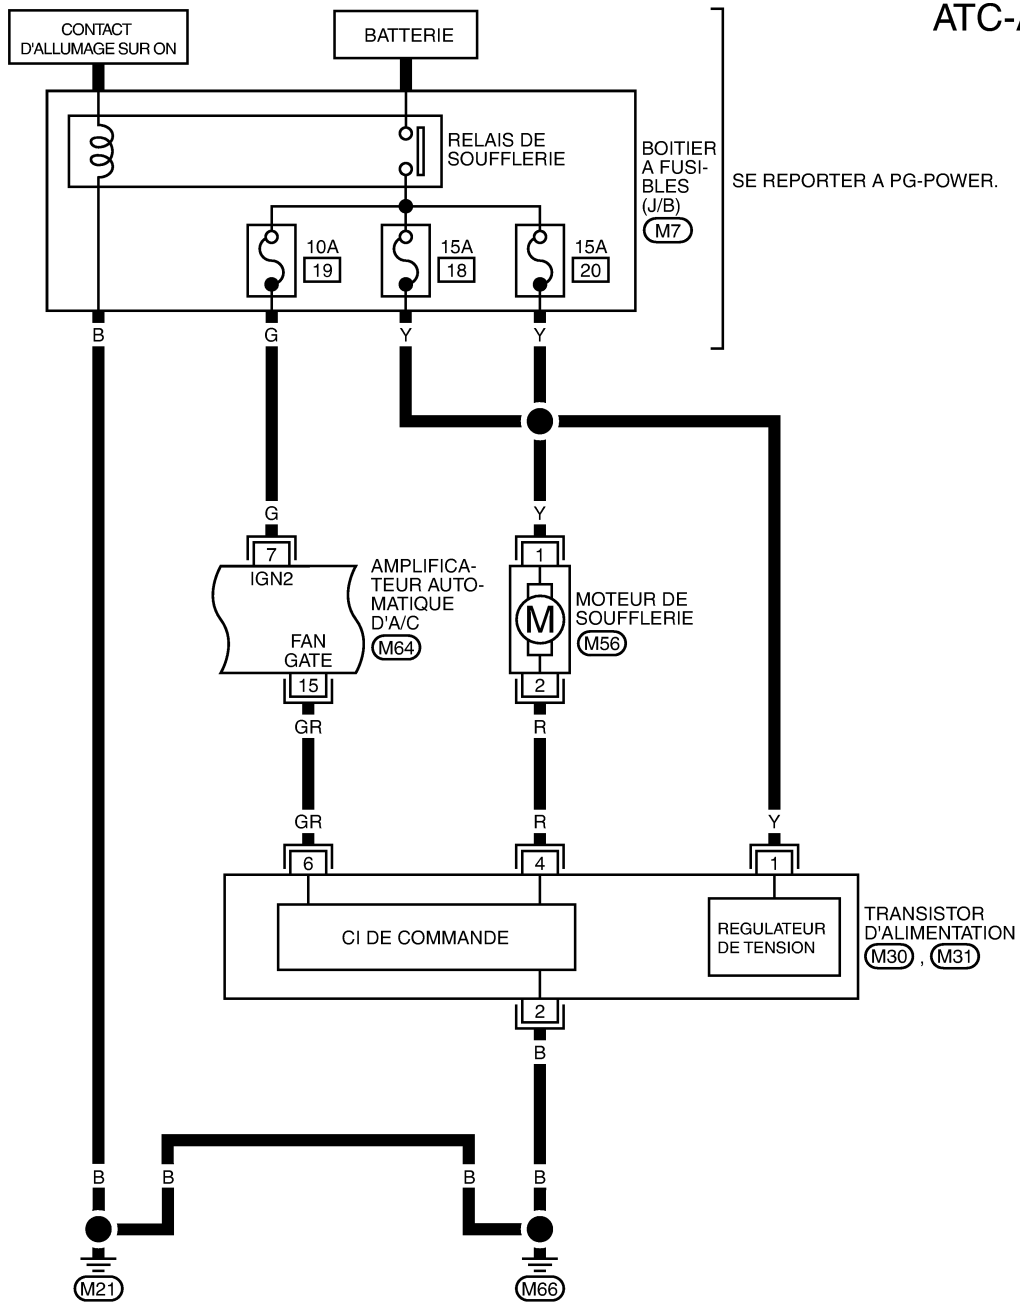 ATC-A
CONTACT
D'ALLUMAGE SUR ON
BATTERIE
RELAIS DE
SOUFFLERIE
BOITIER
A FUSI-
BLES
(J/B)
M7
SE REPORTER A PG-POWER.
10A
19
15A
18
15A
20
B
G
Y
Y
G
Y
7
IGN2
FAN
GATE
15
AMPLIFICA-
TEUR AUTO-
MATIQUE
D'A/C
M64
1
M
2
MOTEUR DE
SOUFFLERIE
M56
GR
R
GR
R
Y
6
4
1
CI DE COMMANDE
REGULATEUR
DE TENSION
TRANSISTOR
D'ALIMENTATION
M30 , M31
2
B
B
B
B
B
M21
M66